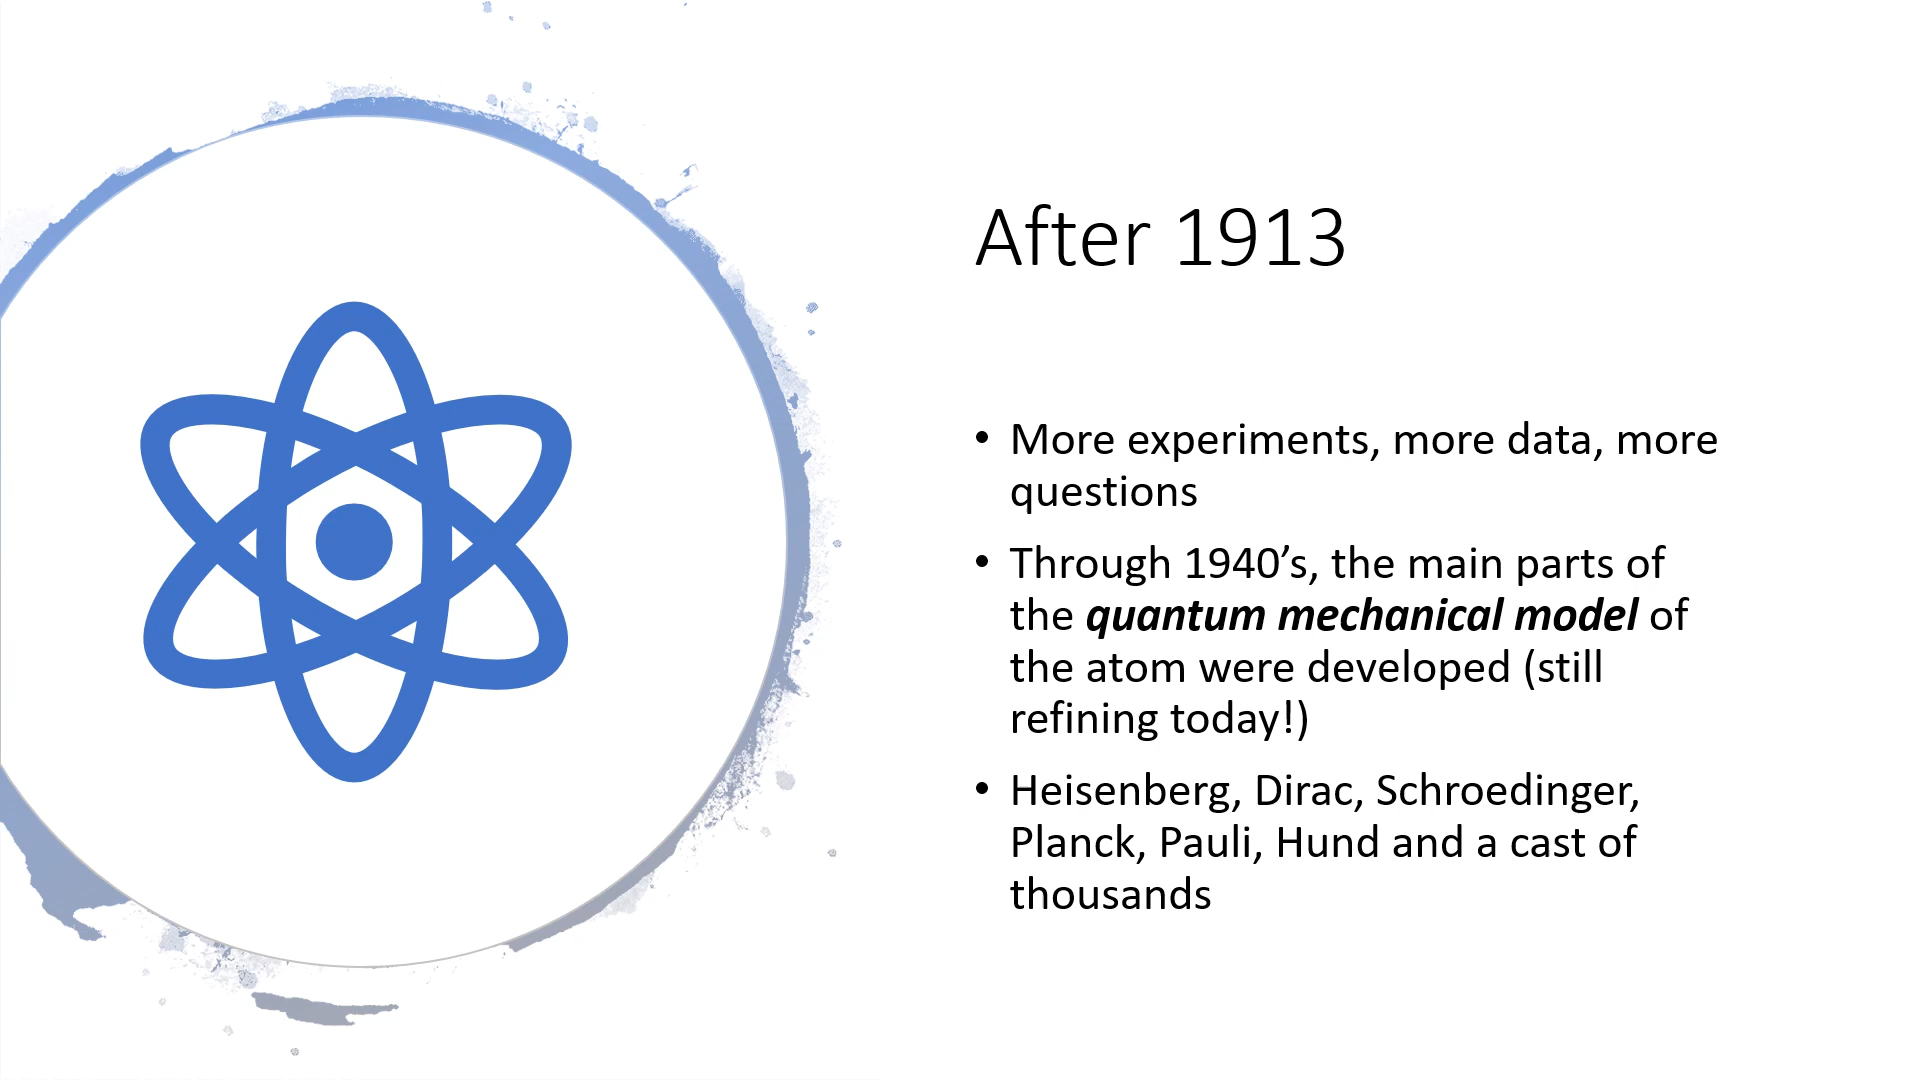 After 1913
• More experiments, more data, more
questions
• Through 1940’s, the main parts of
the quantum mechanical model of
the atom were developed (still
refining today!)
• Heisenberg, Dirac, Schroedinger,
Planck, Pauli, Hund and a cast of
thousands